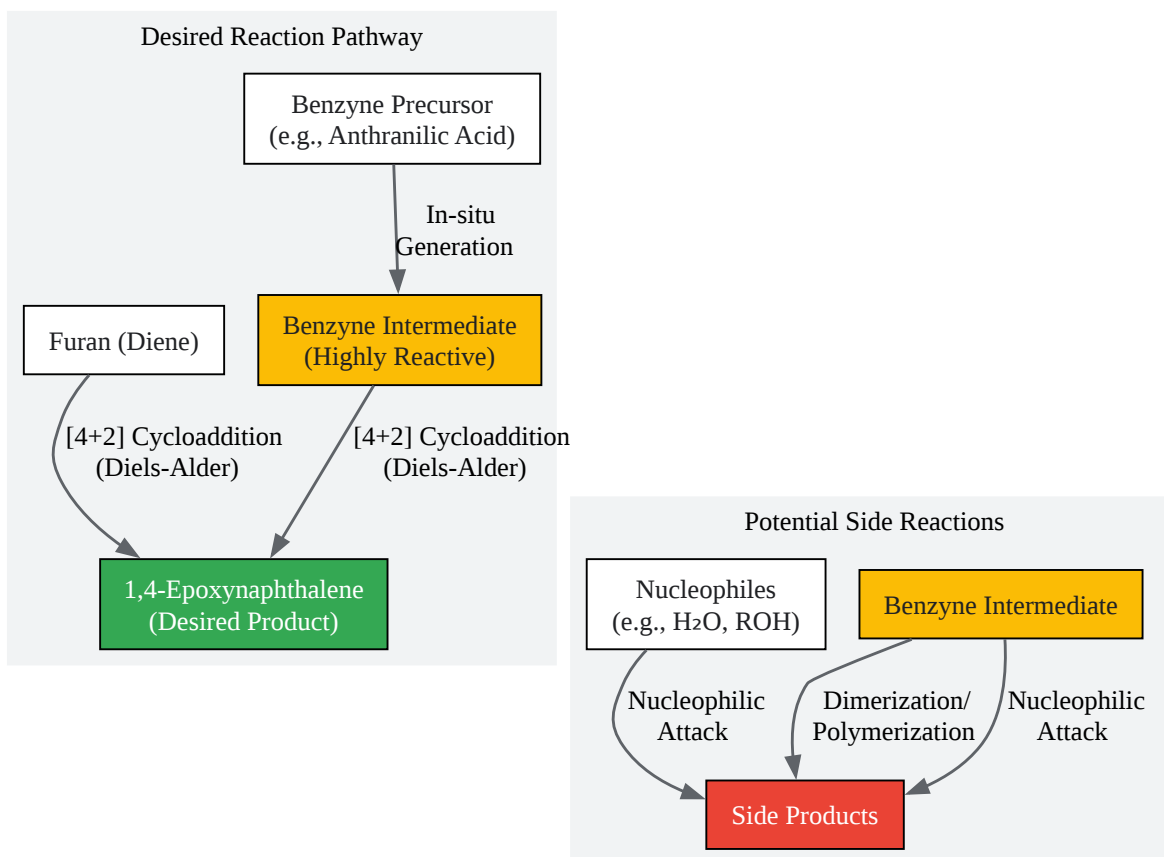 Desired Reaction Pathway
Benzyne Precursor
(e.g., Anthranilic Acid)
In-situ
Generation
Furan (Diene)
Benzyne Intermediate
(Highly Reactive)
[4+2] Cycloaddition
(Diels-Alder)
[4+2] Cycloaddition
(Diels-Alder)
1,4-Epoxynaphthalene
(Desired Product)
Potential Side Reactions
Nucleophiles
(e.g., H₂O, ROH)
Benzyne Intermediate
Nucleophilic
Attack
Dimerization/
Polymerization
Nucleophilic
Attack
Side Products